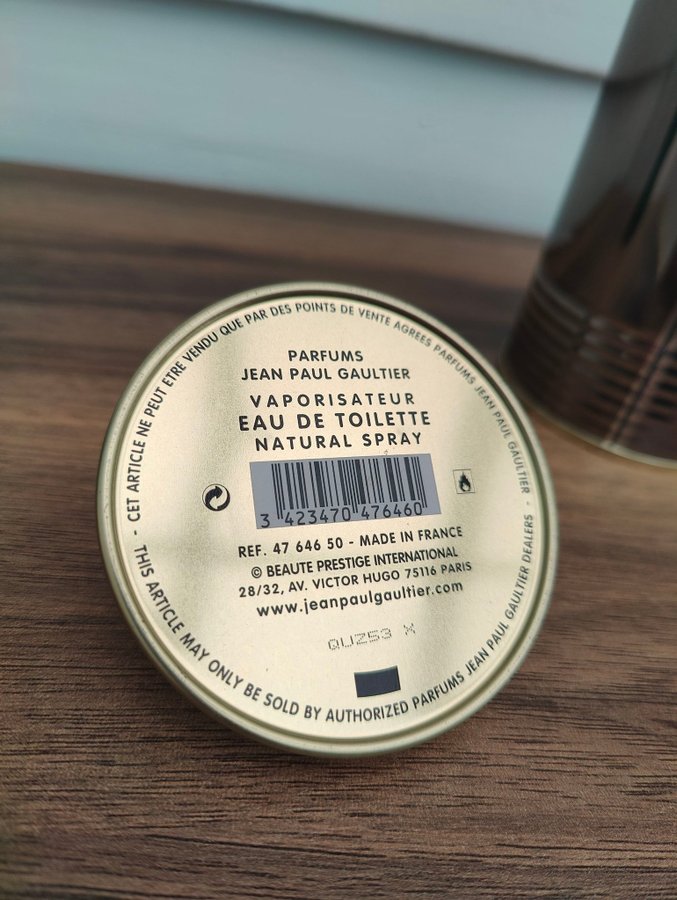 CET ARTICLE NE PEUT ETRE VENDU QUE PAR DES POINTS DE VENTE AGREES PARFUMS JEAN PAUL GAULTIER -
PARFUMS
JEAN PAUL GAULTIER
VAPORISATEUR
EAU DE TOILETTE
NATURAL SPRAY
3 423470 476460
REF. 47 646 50 - MADE IN FRANCE
© BEAUTE PRESTIGE INTERNATIONAL
28/32, AV. VICTOR HUGO 75116 PARIS
www.jeanpaulgaultier.com
QUZ53 X
THIS ARTICLE MAY ONLY BE SOLD BY AUTHORIZED PARFUMS JEAN PAUL GAULTIER DEALERS -